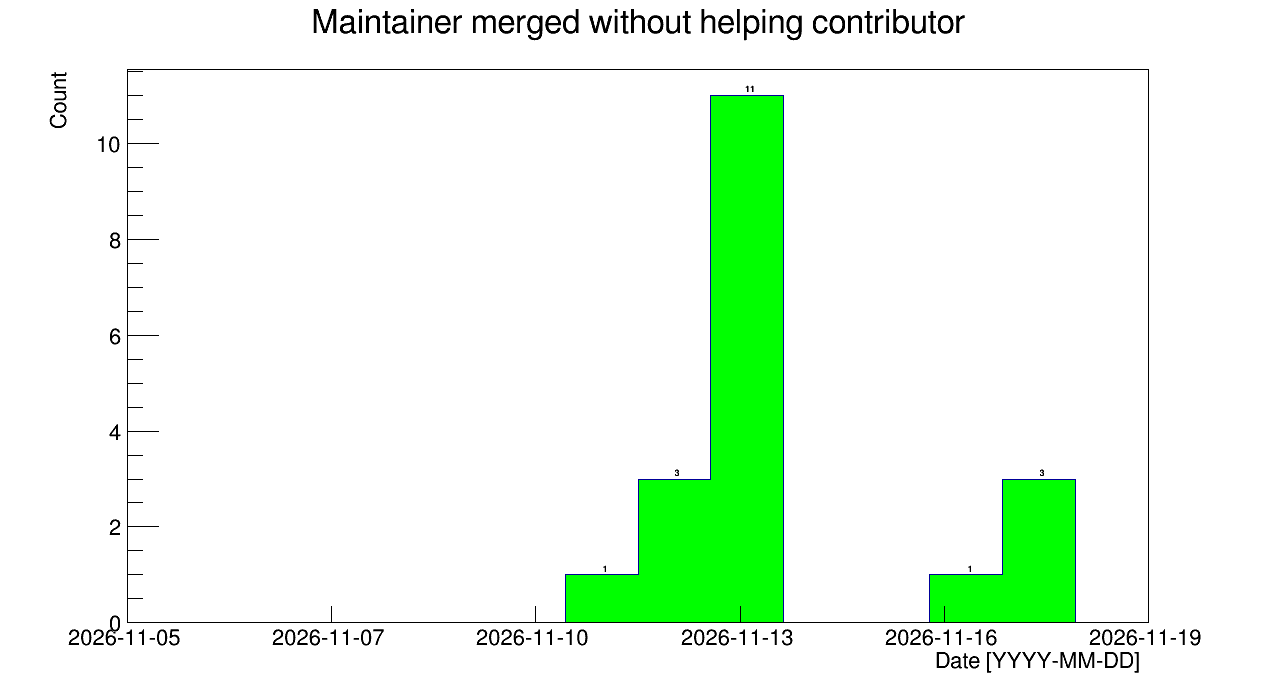 Maintainer merged without helping contributor
Count
11
10
8
6
4
3
3
2
1
1
0
2026-11-05 2026-11-07 2026-11-10 2026-11-13 2026-11-16 2026-11-19
Date [YYYY-MM-DD]